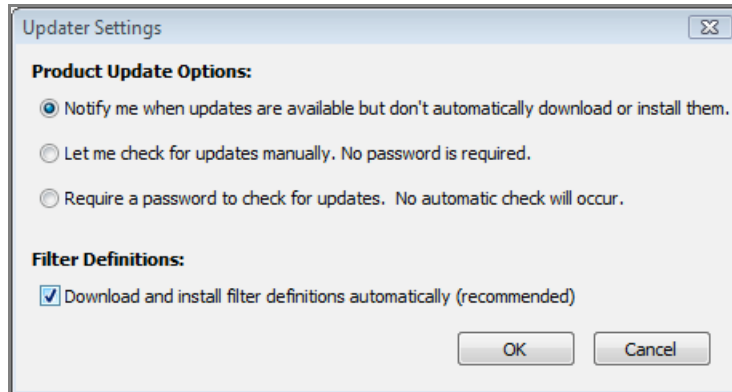 Updater Settings
Product Update Options:
Notify me when updates are available but don't automatically download or install them.
Let me check for updates manually. No password is required.
Require a password to check for updates.  No automatic check will occur.
Filter Definitions:
Download and install filter definitions automatically (recommended)
OK Cancel